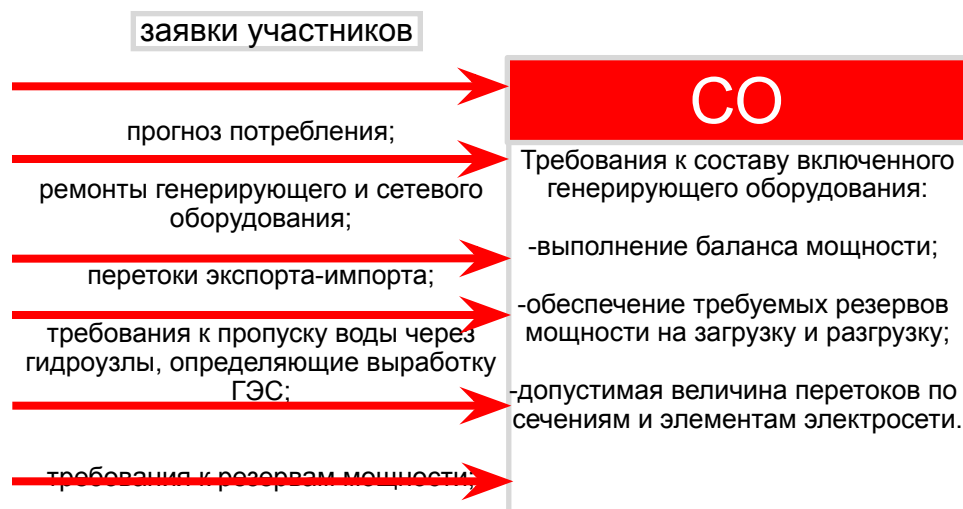 заявки участников
прогноз потребления;
ремонты генерирующего и сетевого
оборудования;
перетоки экспорта-импорта;
требования к пропуску воды через
гидроузлы, определяющие выработку
ГЭС;
требования к резервам мощности;
СО
Требования к составу включенного
генерирующего оборудования:
-выполнение баланса мощности;
-обеспечение требуемых резервов
мощности на загрузку и разгрузку;
-допустимая величина перетоков по
сечениям и элементам электросети.